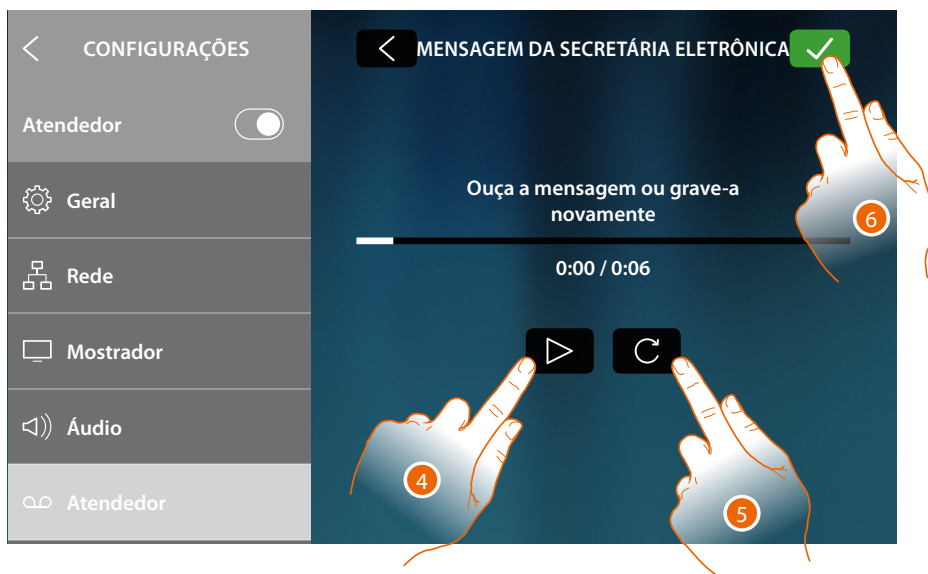 CONFIGURAÇÕES
Atendedor
Geral
Rede
Mostrador
Áudio
Atendedor
MENSAGEM DA SECRETÁRIA ELETRÔNICA
Ouça a mensagem ou grave-a
novamente
0:00 / 0:06
4
5
6